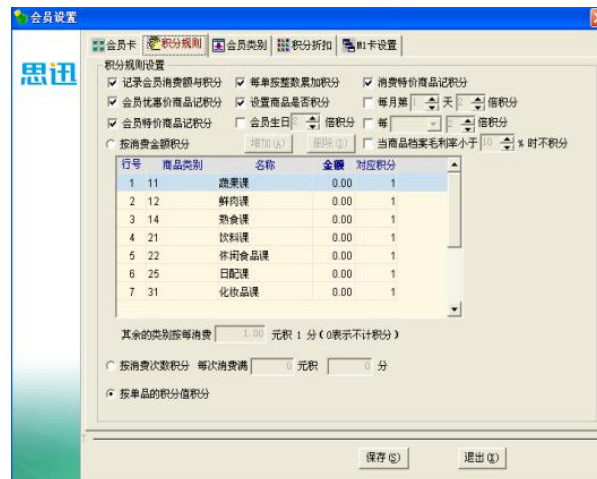 会员设置
会员卡 积分规则 会员类别 积分折扣 M1卡设置
思迅
积分规则设置
记录会员消费额与积分 每单按整数累加积分 消费特价商品记积分
会员优惠价商品记积分 设置商品是否积分 每月第 1 天 2 倍积分
会员特价商品记积分 会员生日 2 倍积分 每 2 倍积分
按消费金额积分 增加(A) 删除(D) 当商品档案毛利率小于 10 % 时不积分
行号 商品类别 名称 金额 对应积分
1 11 蔬果课 0.00 1
2 12 鲜肉课 0.00 1
3 14 熟食课 0.00 1
4 21 饮料课 0.00 1
5 22 休闲食品课 0.00 1
6 25 日配课 0.00 1
7 31 化妆品课 0.00 1
其余的类别按每消费 1.00 元积 1 分(0表示不计积分)
按消费次数积分 每次消费满 0 元积 0 分
按单品的积分值积分
保存(S) 退出(X)